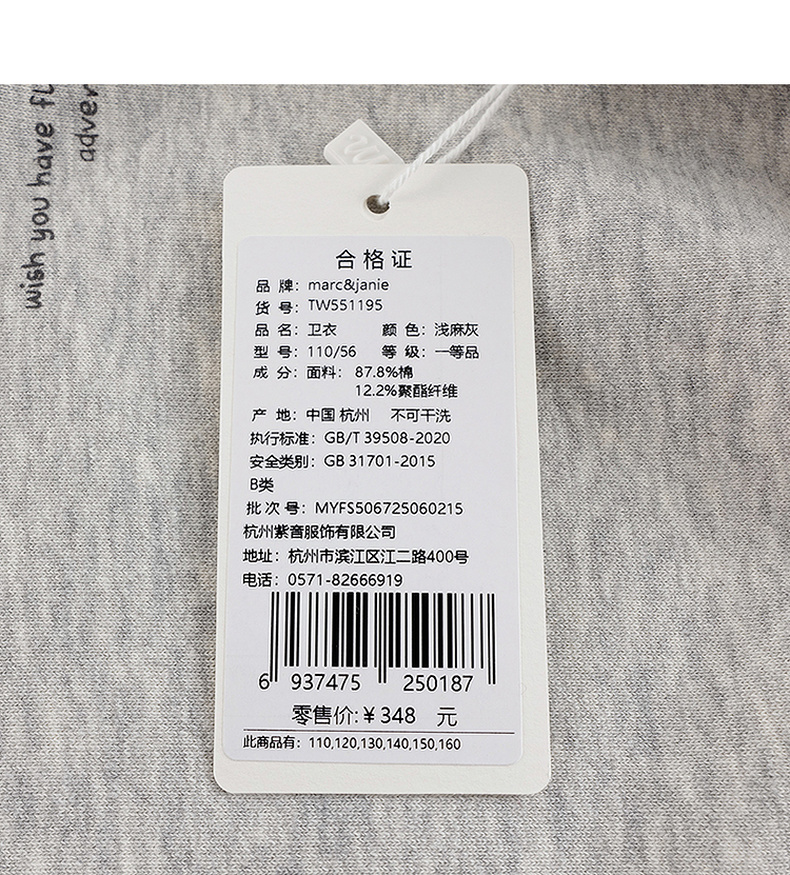 wish you have fl
adver
合格证
品 牌：marc&janie
货 号：TW551195
品 名：卫衣 颜 色：浅麻灰
型 号：110/56 等 级：一等品
成 分：面料： 87.8%棉
12.2%聚酯纤维
产 地：中国 杭州 不可干洗
执行标准：GB/T 39508-2020
安全类别：GB 31701-2015
B类
批 次 号：MYFS506725060215
杭州紫薇服饰有限公司
地址：杭州市滨江区江二路400号
电话：0571-82666919
6 937475 250187
零售价:￥348 元
此商品有：110,120,130,140,150,160